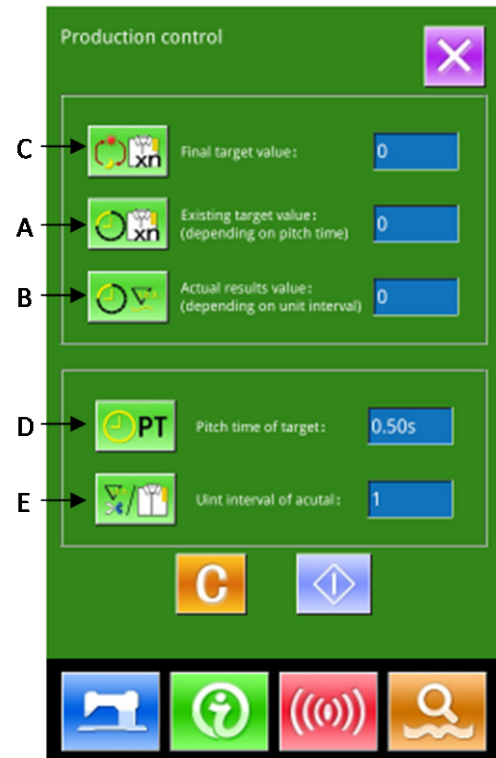 Production control
C
xn
Final target value:
0
A
xn
Existing target value:
(depending on pitch time)
0
B
Actual results value:
(depending on unit interval)
0
D
PT
Pitch time of target:
0.50s
E
Uint interval of acutal:
1
C